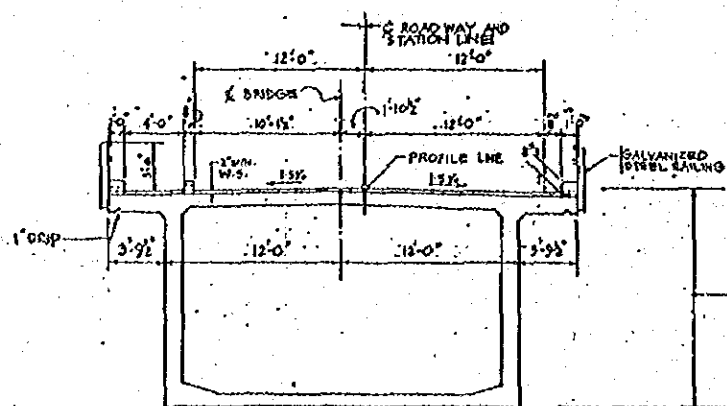 ℄ ROADWAY AND
STATION LINE
12'-0" 12'-0"
℄ BRIDGE
1'-10½"
4'-0" 10'-1½" 12'-0"
PROFILE LINE
GALVANIZED
STEEL RAILING
2" MIN.
W.S.
1.5% 1.5%
1" DRIP
3'-9½" 12'-0" 12'-0" 3'-9½"